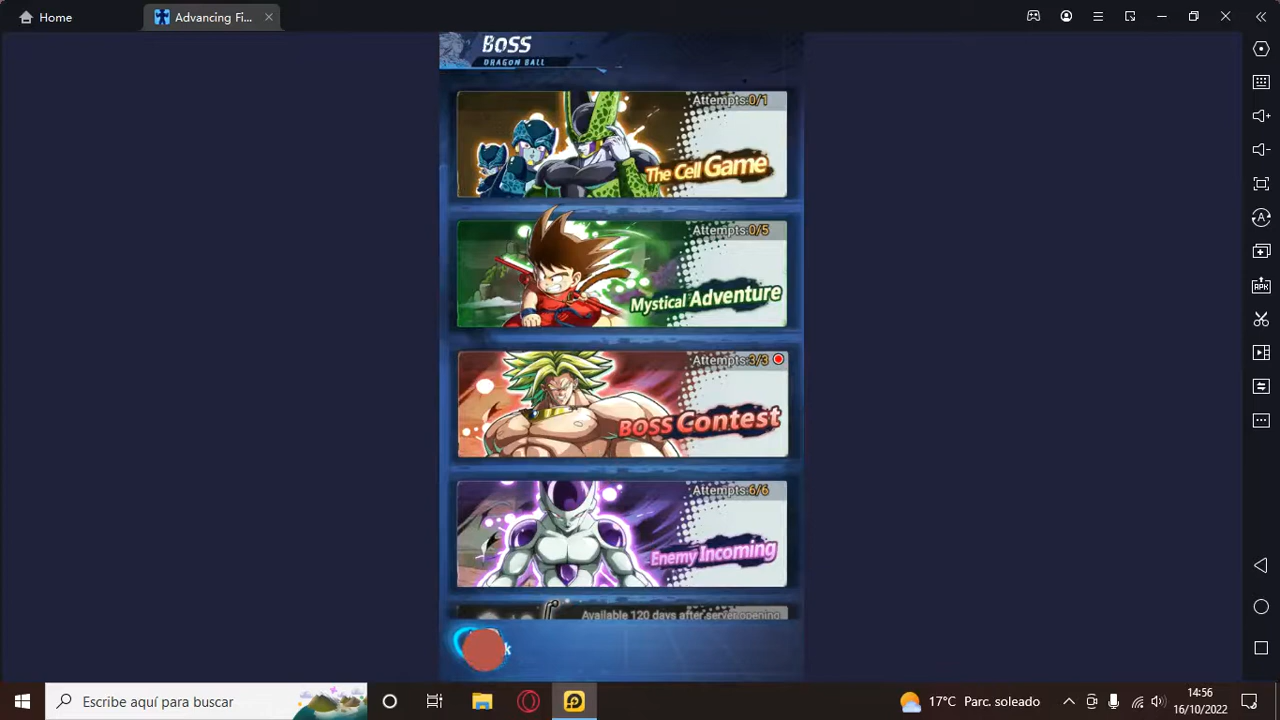 Home
Advancing Fi...
BOSS
DRAGON BALL
Attempts:0/1
The Cell Game
Attempts:0/5
Mystical Adventure
Attempts:3/3
BOSS Contest
Attempts:6/6
Enemy Incoming
Available 120 days after server opening
Escribe aquí para buscar
17°C Parc. soleado
14:56
16/10/2022